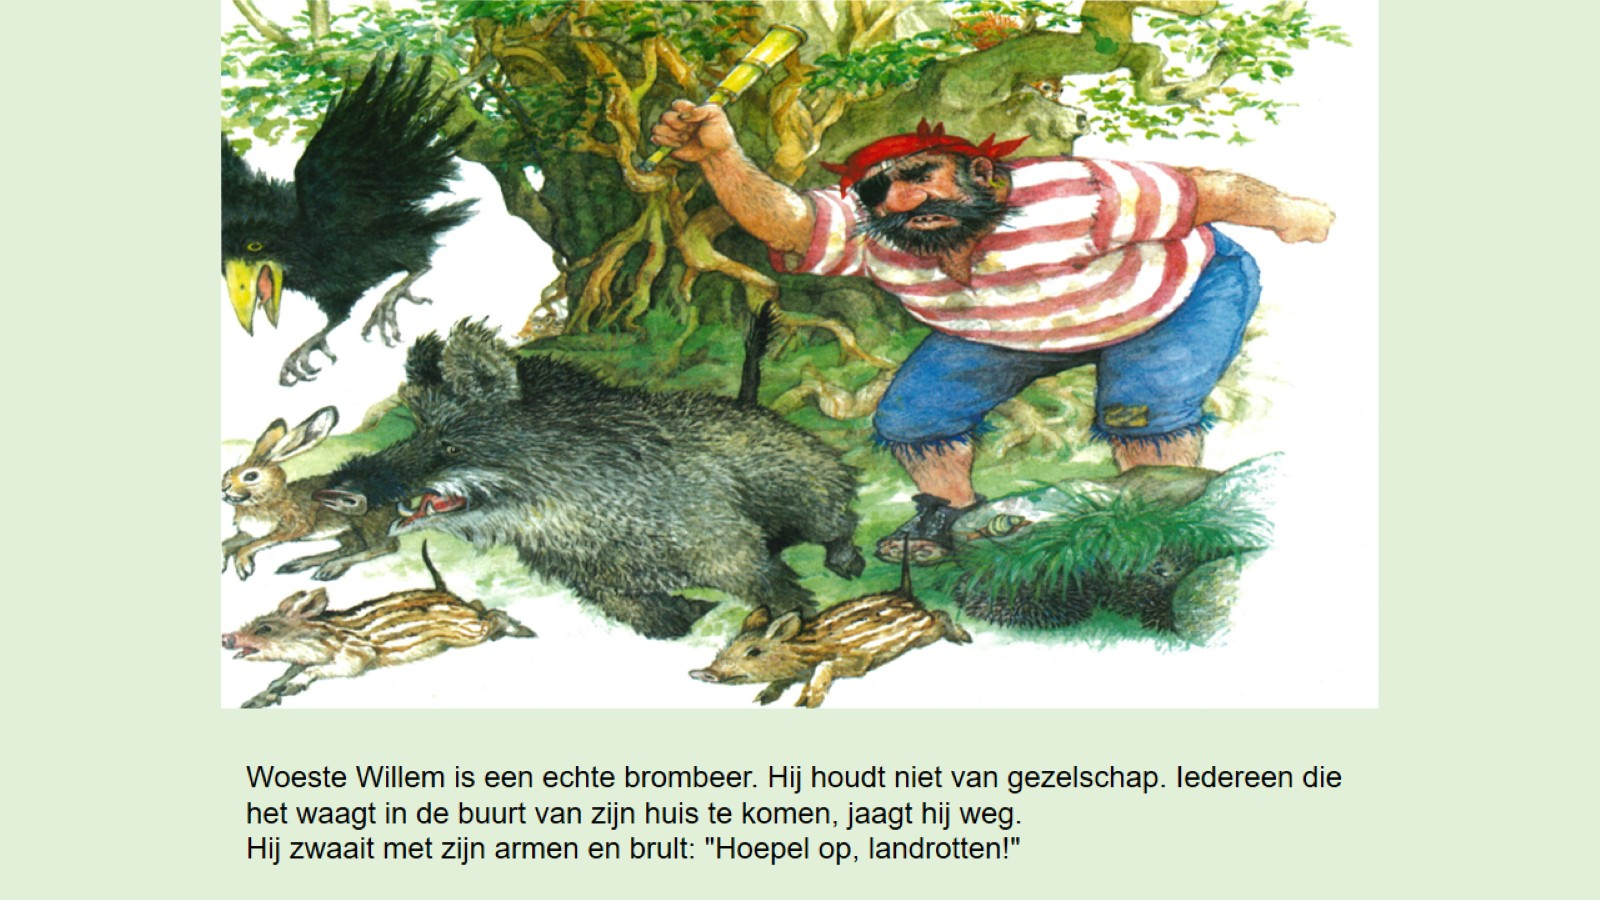 Woeste Willem is een echte brombeer. Hij houdt niet van gezelschap. Iedereen die
het waagt in de buurt van zijn huis te komen, jaagt hij weg.
Hij zwaait met zijn armen en brult: "Hoepel op, landrotten!"